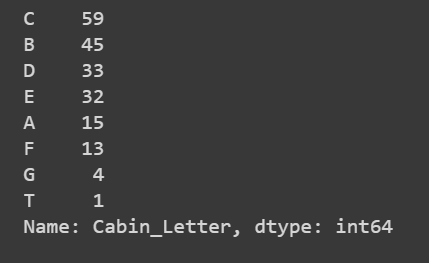 C    59
B    45
D    33
E    32
A    15
F    13
G     4
T     1
Name: Cabin_Letter, dtype: int64